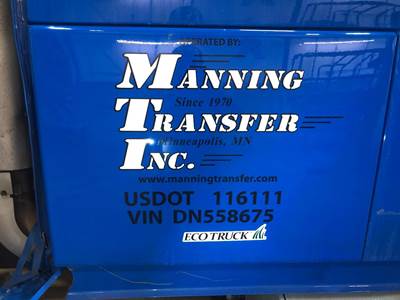 OPERATED BY:
MANNING
Since 1970
TRANSFER
Minneapolis, MN
INC.
www.manningtransfer.com
USDOT 116111
VIN DN558675
ECO TRUCK